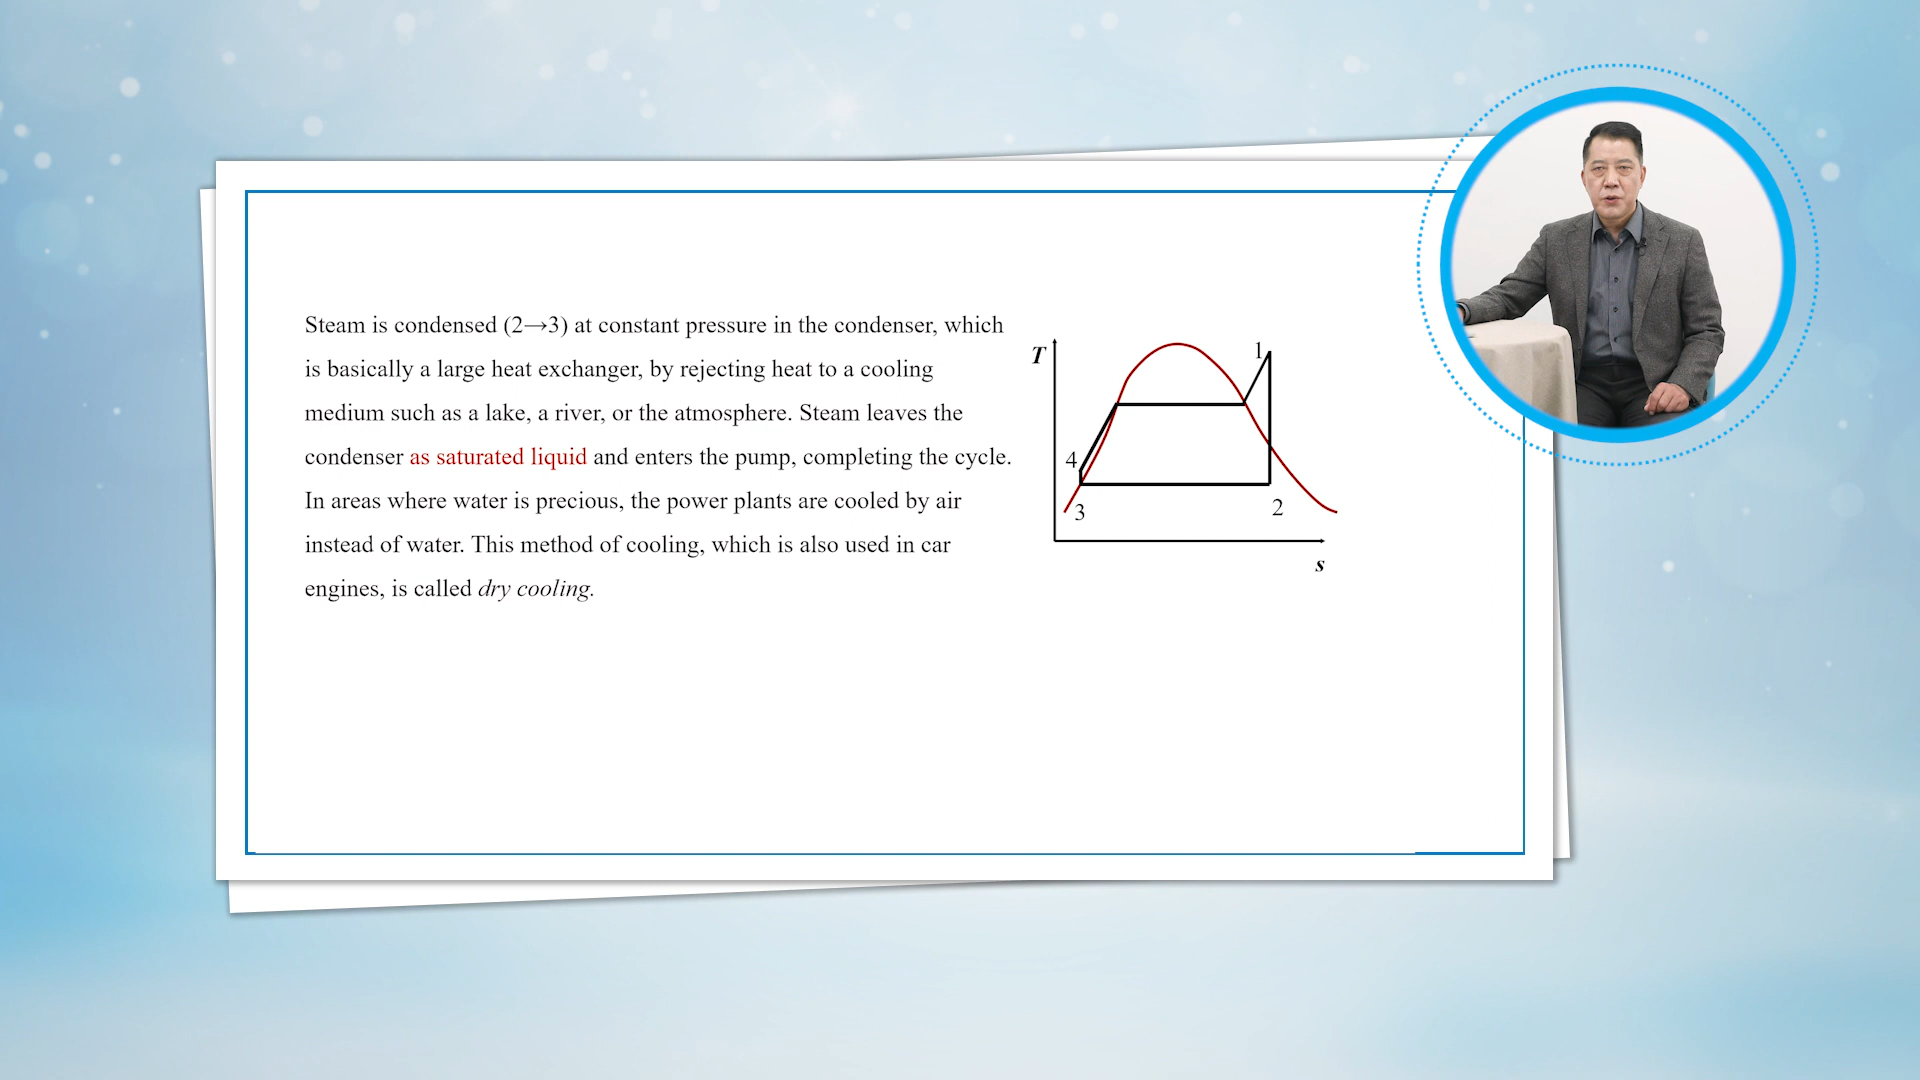 Steam is condensed (2→3) at constant pressure in the condenser, which
is basically a large heat exchanger, by rejecting heat to a cooling
medium such as a lake, a river, or the atmosphere. Steam leaves the
condenser as saturated liquid and enters the pump, completing the cycle.
In areas where water is precious, the power plants are cooled by air
instead of water. This method of cooling, which is also used in car
engines, is called dry cooling.
T
1
4
3
2
s